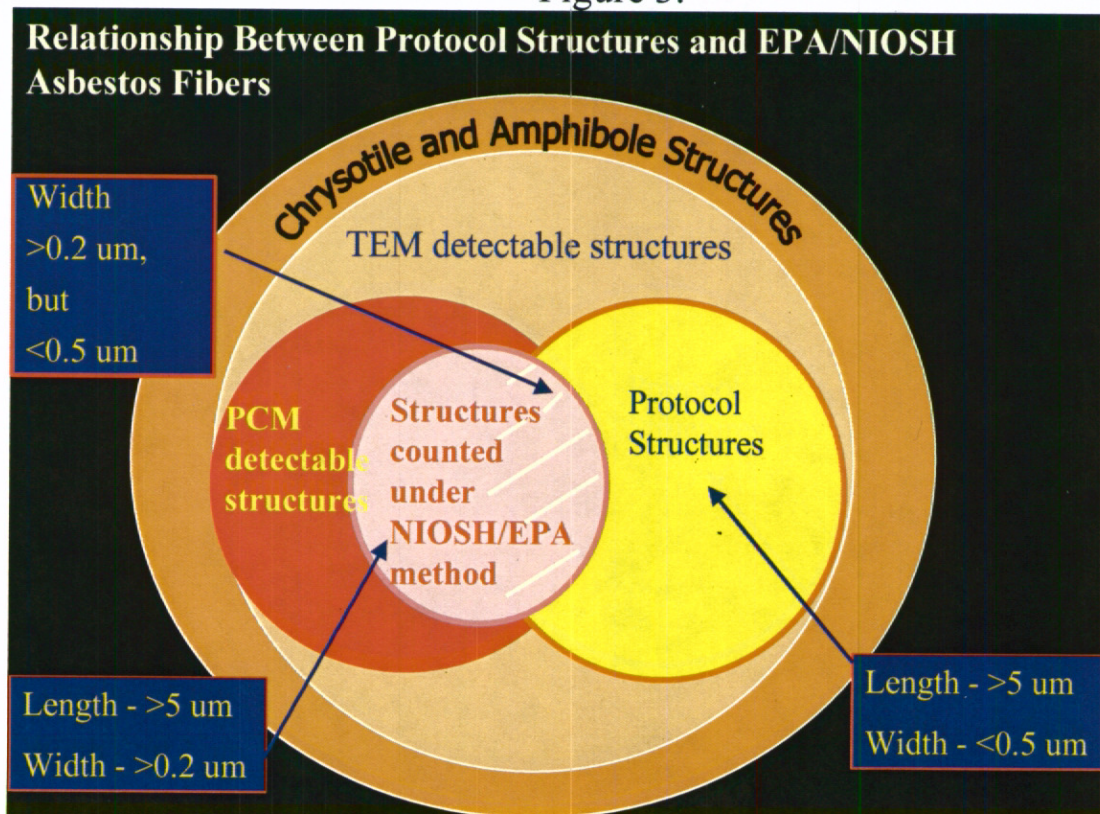 Figure 3.
Relationship Between Protocol Structures and EPA/NIOSH
Asbestos Fibers
Chrysotile and Amphibole Structures
Width
>0.2 um,
but
<0.5 um
TEM detectable structures
PCM
detectable
structures
Structures
counted
under
NIOSH/EPA
method
Protocol
Structures
Length - >5 um
Width - >0.2 um
Length - >5 um
Width - <0.5 um